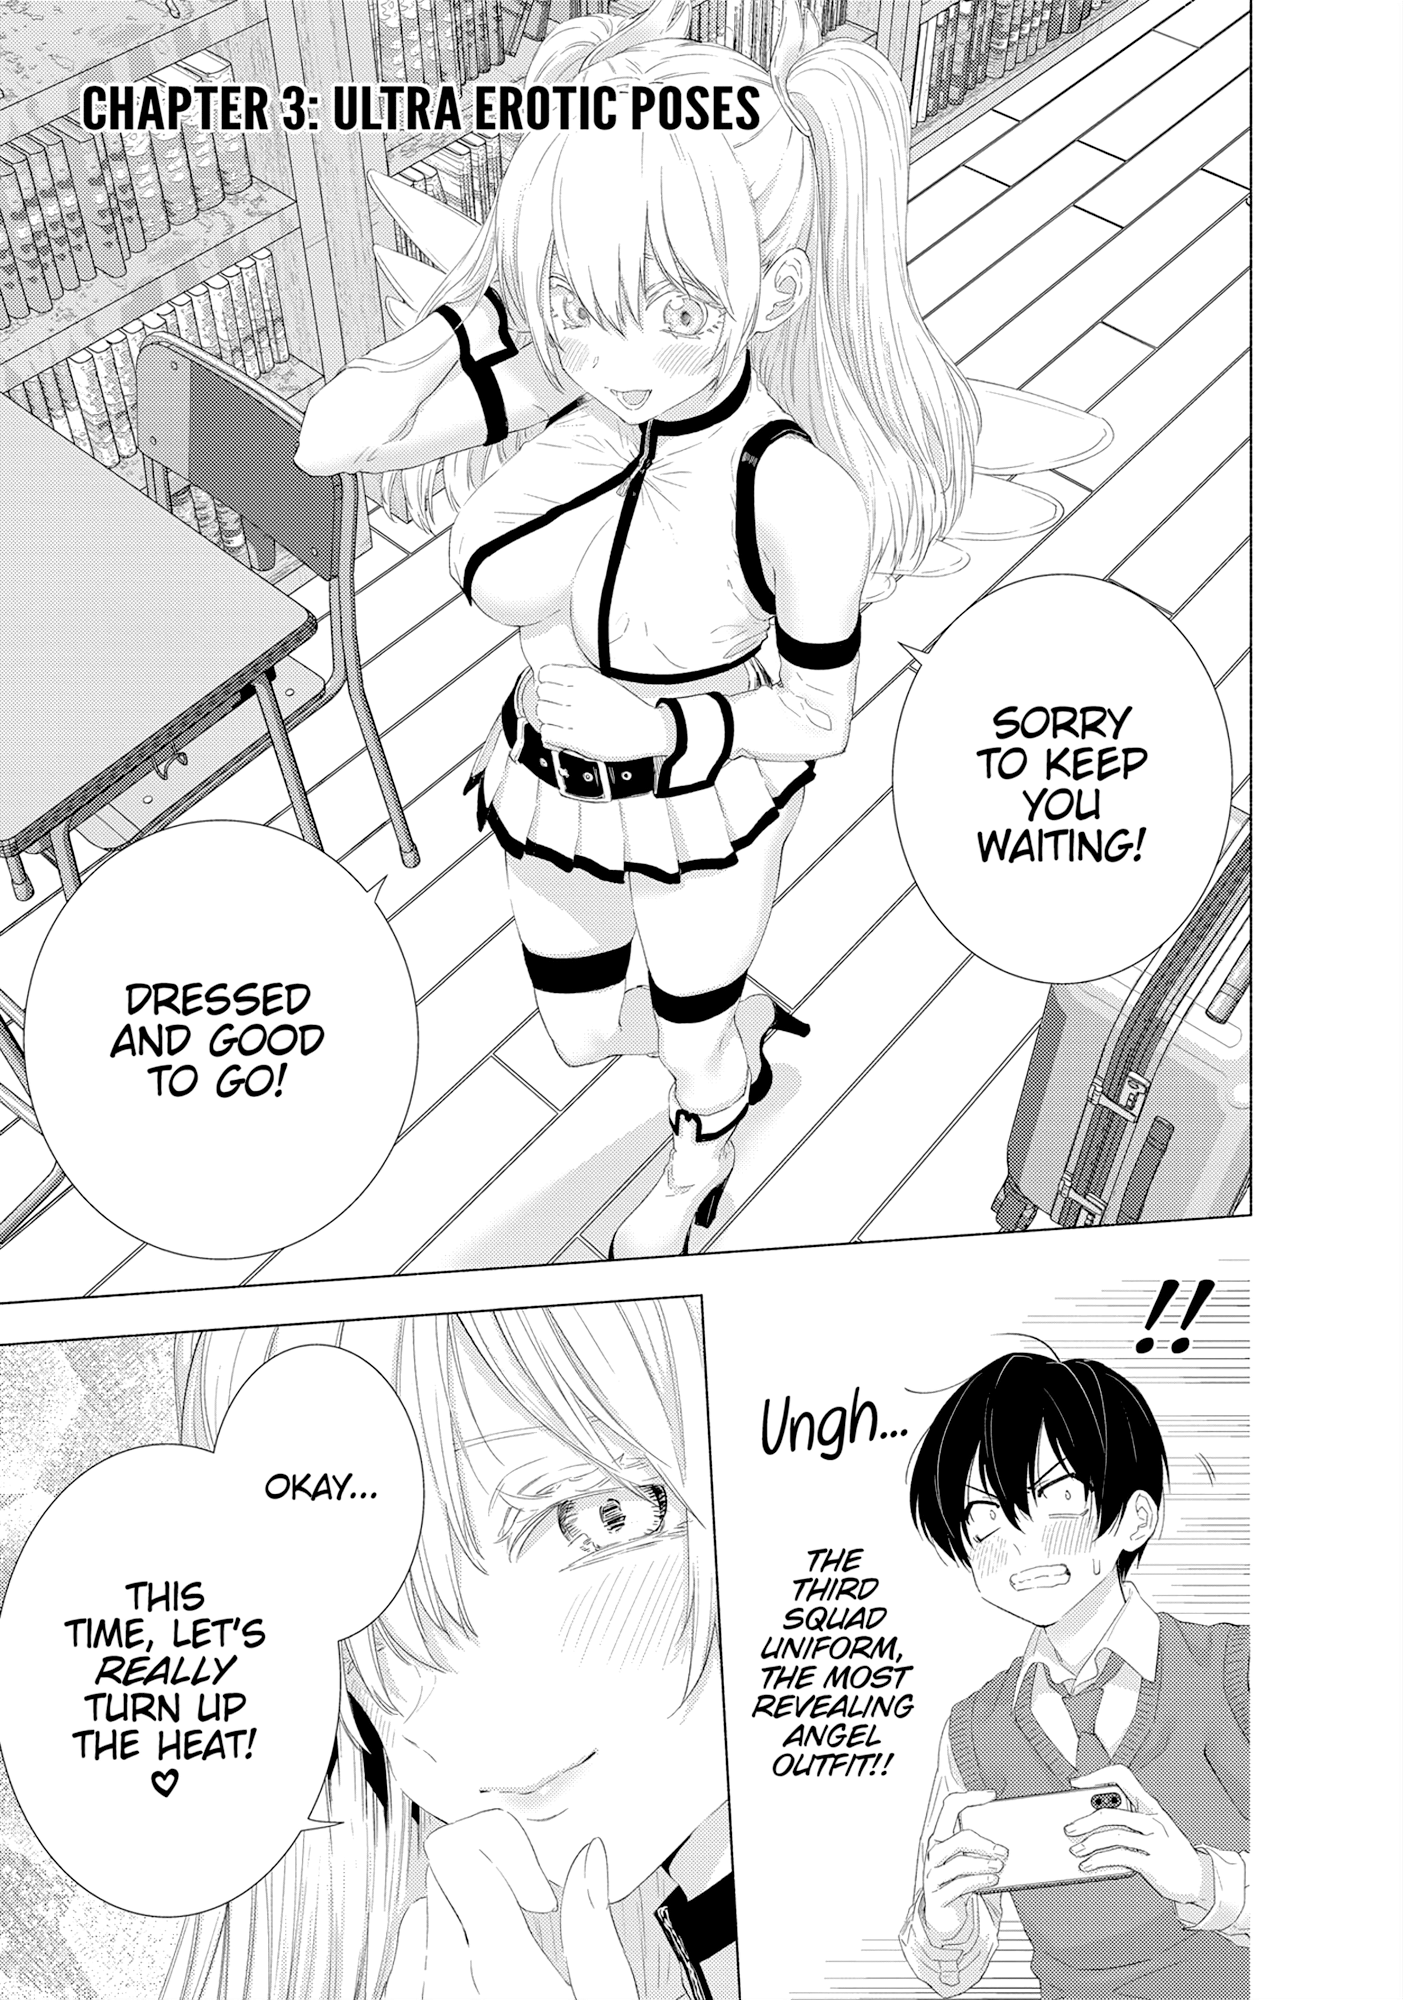 CHAPTER 3: ULTRA EROTIC POSES
SORRY
TO KEEP
YOU
WAITING!
DRESSED
AND GOOD
TO GO!
!!
Ungh...
THE
THIRD
SQUAD
UNIFORM,
THE MOST
REVEALING
ANGEL
OUTFIT!!
OKAY...
THIS
TIME, LET'S
REALLY
TURN UP
THE HEAT!
♡